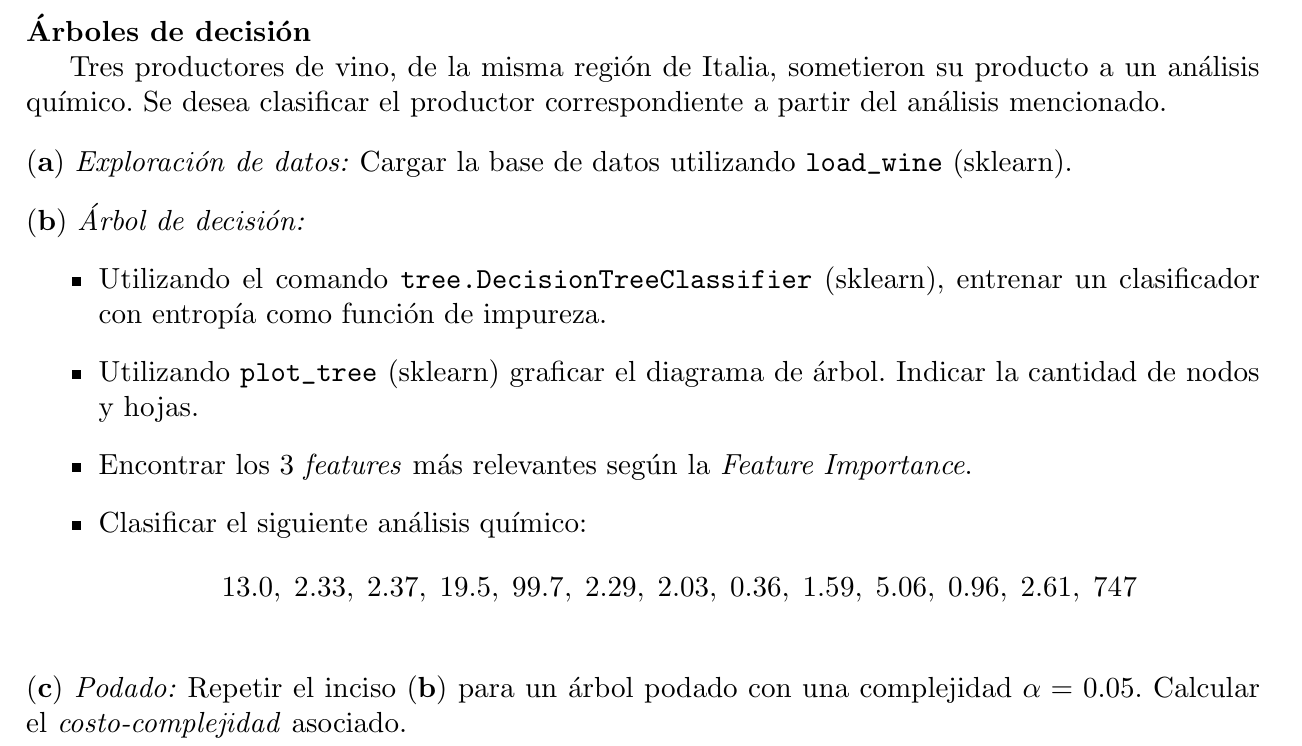 Árboles de decisión
Tres productores de vino, de la misma región de Italia, sometieron su producto a un análisis
químico. Se desea clasificar el productor correspondiente a partir del análisis mencionado.
(a) Exploración de datos: Cargar la base de datos utilizando load_wine (sklearn).
(b) Árbol de decisión:
▪ Utilizando el comando tree.DecisionTreeClassifier (sklearn), entrenar un clasificador
con entropía como función de impureza.
▪ Utilizando plot_tree (sklearn) graficar el diagrama de árbol. Indicar la cantidad de nodos
y hojas.
▪ Encontrar los 3 features más relevantes según la Feature Importance.
▪ Clasificar el siguiente análisis químico:
13.0, 2.33, 2.37, 19.5, 99.7, 2.29, 2.03, 0.36, 1.59, 5.06, 0.96, 2.61, 747
(c) Podado: Repetir el inciso (b) para un árbol podado con una complejidad α = 0.05. Calcular
el costo-complejidad asociado.